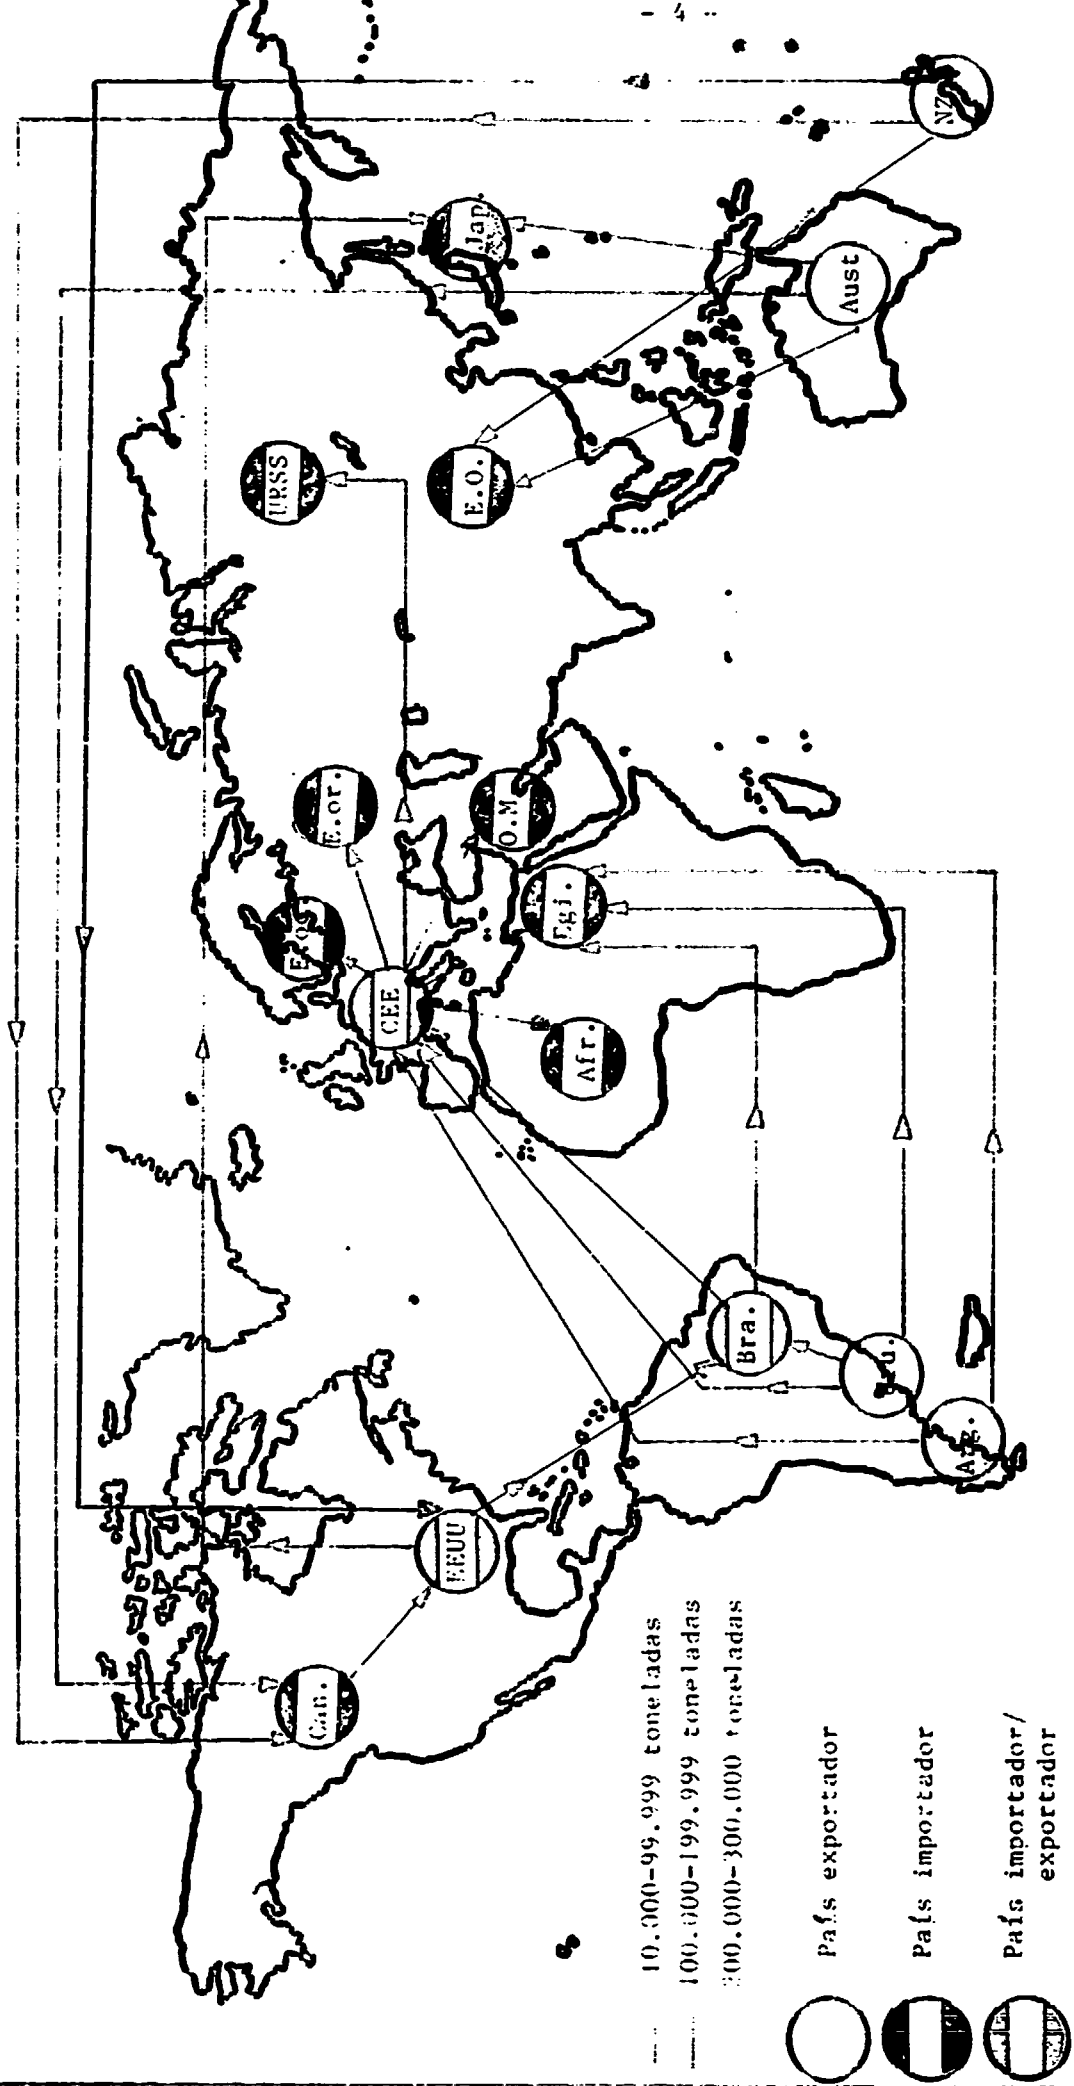 - 4 -
NZ
Jap.
Aust
URSS
E.O.
E.or.
O.M
Egi.
CEE
Afr.
Bra.
Arg.
EEUU
Can.
10.000-99.999 toneladas
100.000-199.999 toneladas
200.000-300.000 toneladas
País exportador
País importador
País importador/
exportador